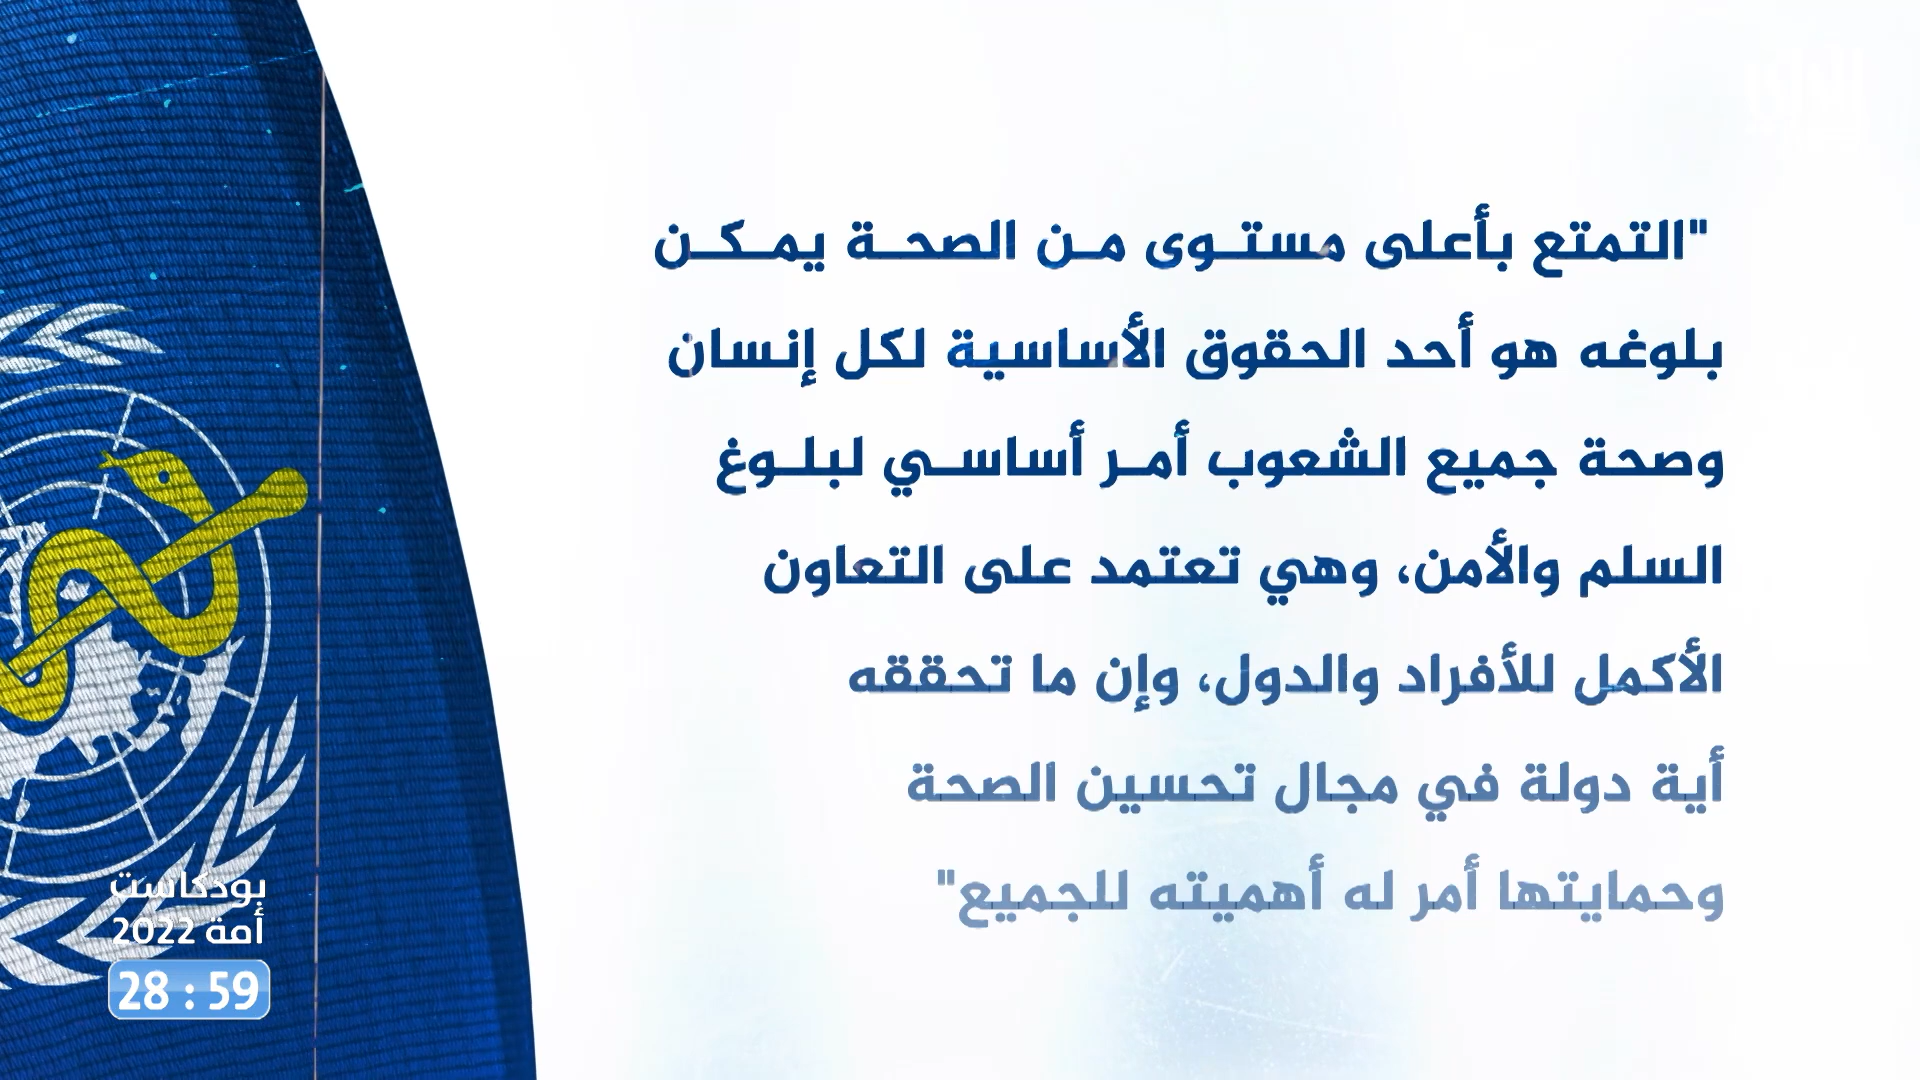 "التمتع بأعلى مستوى من الصحة يمكن
بلوغه هو أحد الحقوق الأساسية لكل إنسان
وصحة جميع الشعوب أمر أساسي لبلوغ
السلم والأمن، وهي تعتمد على التعاون
الأكمل للأفراد والدول، وإن ما تحققه
أية دولة في مجال تحسين الصحة
وحمايتها أمر له أهميته للجميع"
بودكاست
أمة 2022
28 : 59